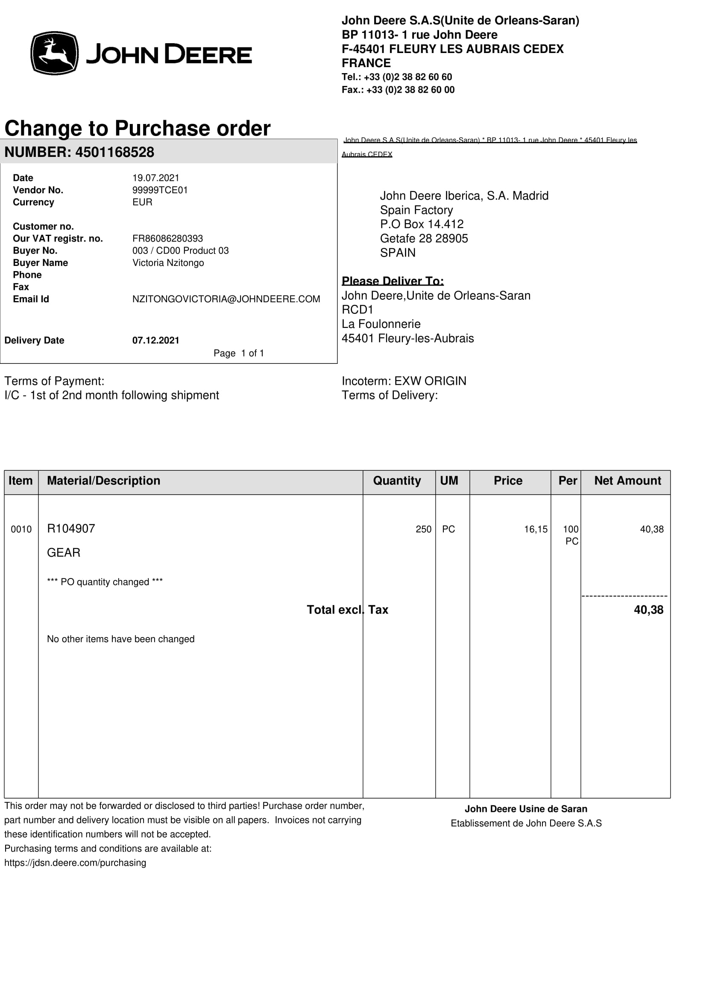 JOHN DEERE
John Deere S.A.S(Unite de Orleans-Saran)
BP 11013- 1 rue John Deere
F-45401 FLEURY LES AUBRAIS CEDEX
FRANCE
Tel.: +33 (0)2 38 82 60 60
Fax.: +33 (0)2 38 82 60 00
Change to Purchase order
NUMBER: 4501168528
Date 19.07.2021
Vendor No. 99999TCE01
Currency EUR
Customer no.
Our VAT registr. no. FR86086280393
Buyer No. 003 / CD00 Product 03
Buyer Name Victoria Nzitongo
Phone
Fax
Email Id NZITONGOVICTORIA@JOHNDEERE.COM
Delivery Date 07.12.2021
Page 1 of 1
John Deere S.A.S(Unite de Orleans-Saran) * BP 11013- 1 rue John Deere * 45401 Fleury les
Aubrais CEDEX
John Deere Iberica, S.A. Madrid
Spain Factory
P.O Box 14.412
Getafe 28 28905
SPAIN
Please Deliver To:
John Deere,Unite de Orleans-Saran
RCD1
La Foulonnerie
45401 Fleury-les-Aubrais
Terms of Payment:
I/C - 1st of 2nd month following shipment
Incoterm: EXW ORIGIN
Terms of Delivery:
Item Material/Description Quantity UM Price Per Net Amount
0010 R104907 250 PC 16,15 100 40,38
PC
GEAR
*** PO quantity changed ***
----------------------
Total excl. Tax 40,38
No other items have been changed
This order may not be forwarded or disclosed to third parties! Purchase order number,
part number and delivery location must be visible on all papers. Invoices not carrying
these identification numbers will not be accepted.
Purchasing terms and conditions are available at:
https://jdsn.deere.com/purchasing
John Deere Usine de Saran
Etablissement de John Deere S.A.S